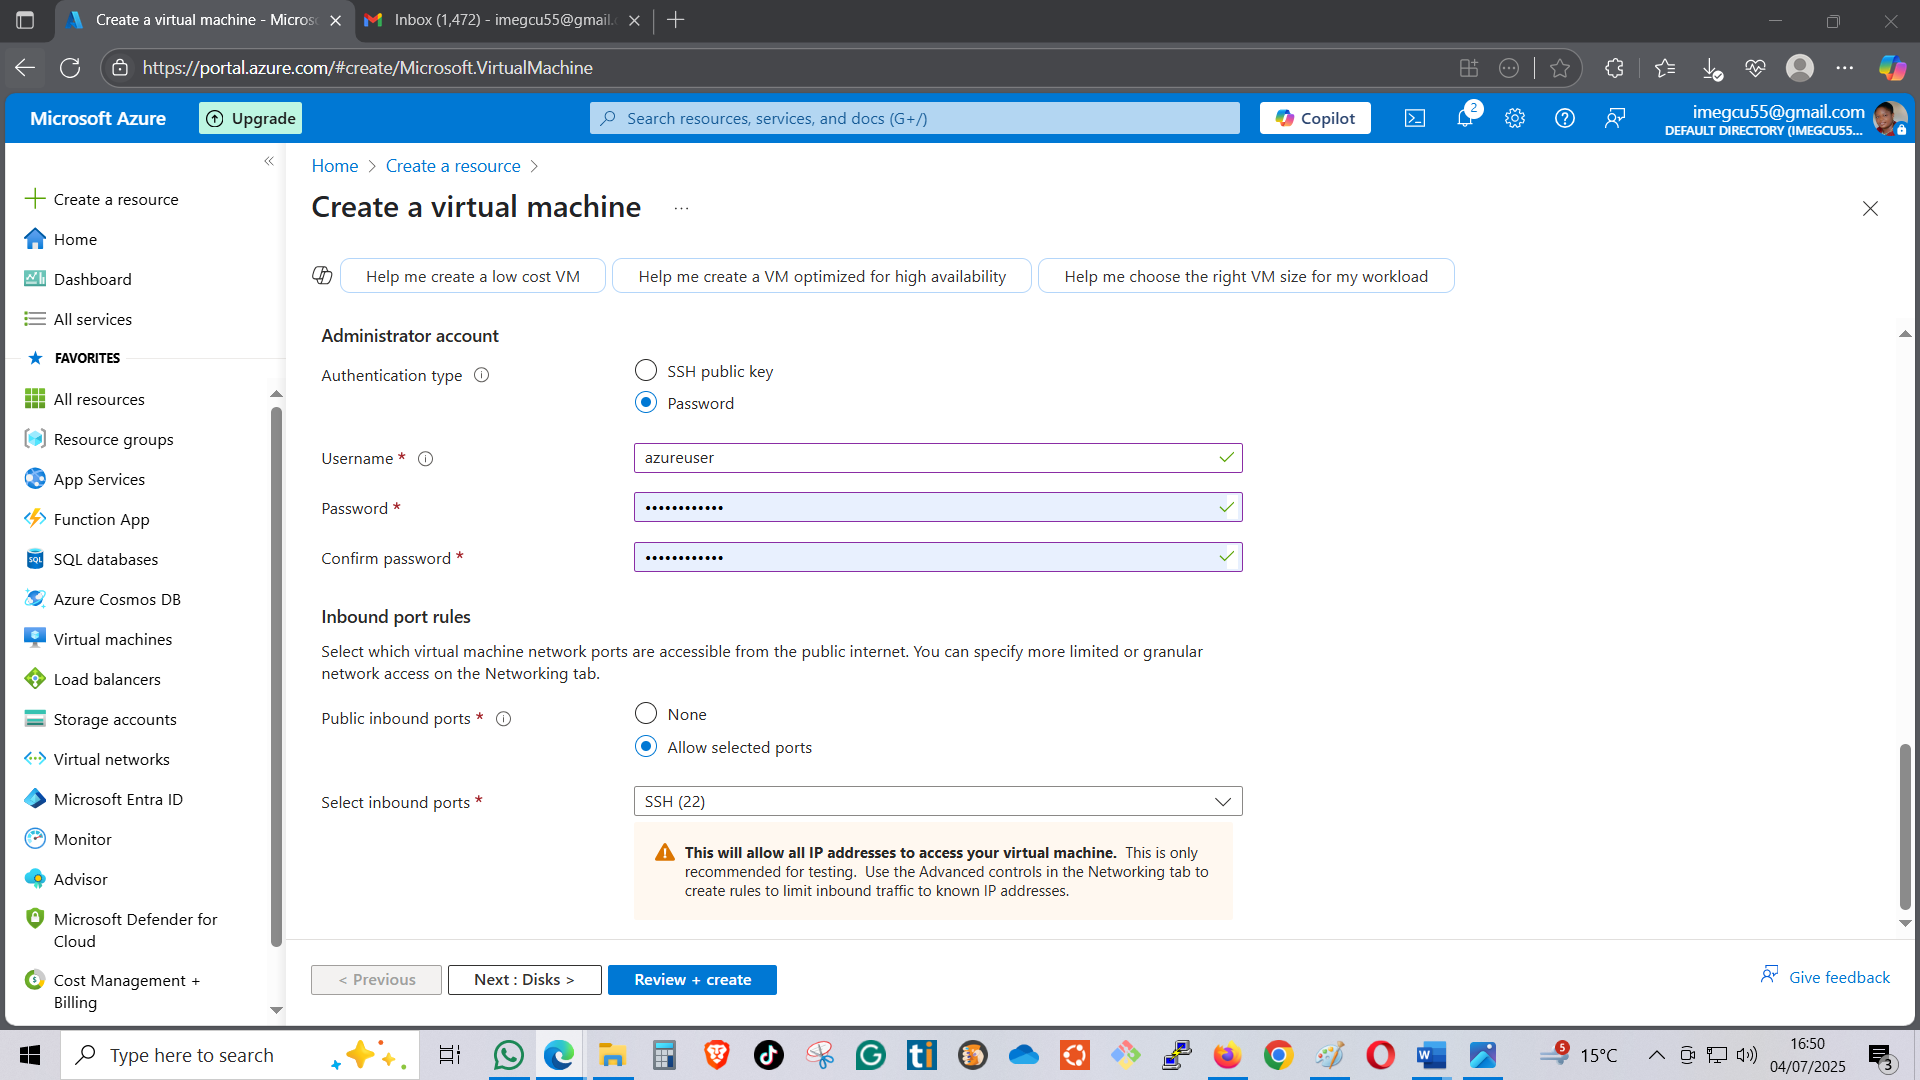 Create a virtual machine - Micros
Inbox (1,472) - imegcu55@gmail.
https://portal.azure.com/#create/Microsoft.VirtualMachine
Microsoft Azure
Upgrade
Search resources, services, and docs (G+/)
Copilot
2
imegcu55@gmail.com
DEFAULT DIRECTORY (IMEGCU55...
Create a resource
Home
Dashboard
All services
FAVORITES
All resources
Resource groups
App Services
Function App
SQL databases
Azure Cosmos DB
Virtual machines
Load balancers
Storage accounts
Virtual networks
Microsoft Entra ID
Monitor
Advisor
Microsoft Defender for
Cloud
Cost Management +
Billing
Home > Create a resource >
Create a virtual machine ...
Help me create a low cost VM
Help me create a VM optimized for high availability
Help me choose the right VM size for my workload
Administrator account
Authentication type
SSH public key
Password
Username *
azureuser
Password *
••••••••••••
Confirm password *
••••••••••••
Inbound port rules
Select which virtual machine network ports are accessible from the public internet. You can specify more limited or granular
network access on the Networking tab.
Public inbound ports *
None
Allow selected ports
Select inbound ports *
SSH (22)
This will allow all IP addresses to access your virtual machine. This is only
recommended for testing. Use the Advanced controls in the Networking tab to
create rules to limit inbound traffic to known IP addresses.
< Previous
Next : Disks >
Review + create
Give feedback
Type here to search
5
15°C
16:50
04/07/2025
3